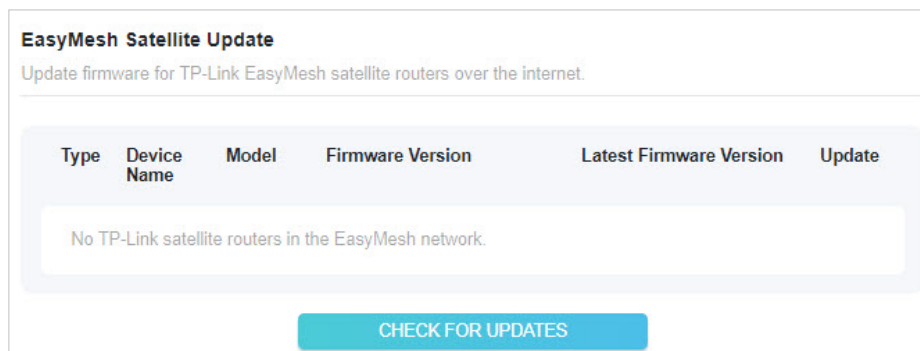 EasyMesh Satellite Update
Update firmware for TP-Link EasyMesh satellite routers over the internet.
Type Device Name Model Firmware Version Latest Firmware Version Update
No TP-Link satellite routers in the EasyMesh network.
CHECK FOR UPDATES